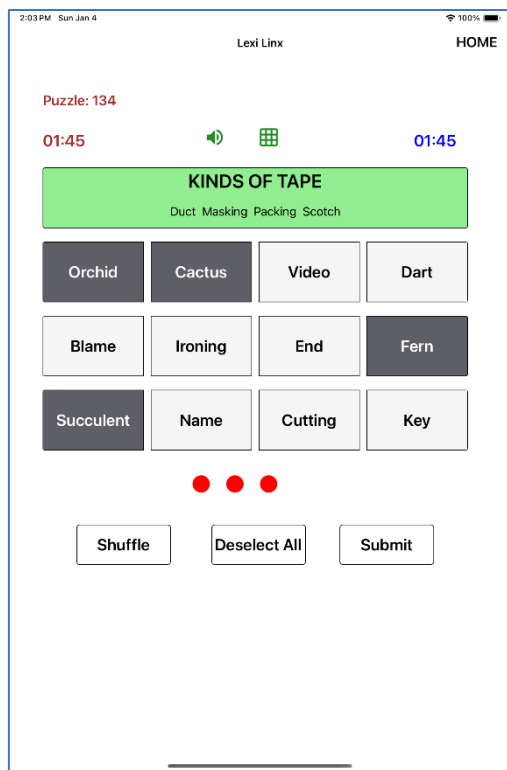 2:03 PM Sun Jan 4 100%
Lexi Linx HOME
Puzzle: 134
01:45 01:45
KINDS OF TAPE
Duct Masking Packing Scotch
Orchid Cactus Video Dart
Blame Ironing End Fern
Succulent Name Cutting Key
Shuffle Deselect All Submit